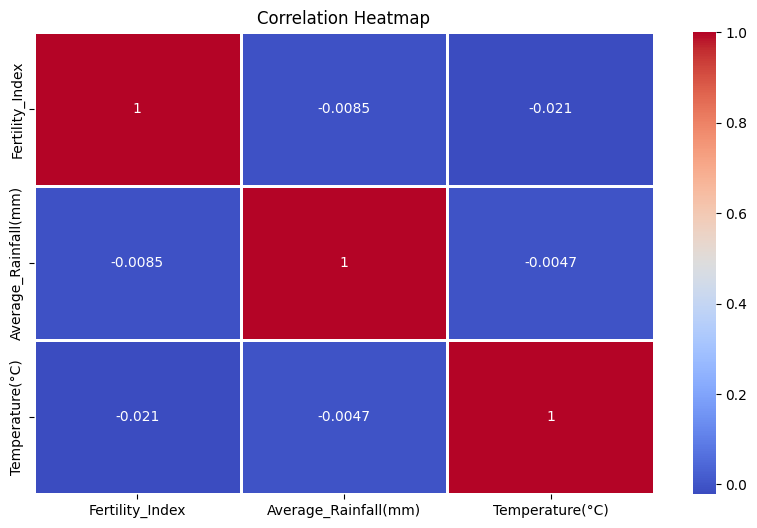 Correlation Heatmap
Fertility_Index
1
-0.0085
-0.021
Average_Rainfall(mm)
-0.0085
1
-0.0047
Temperature(°C)
-0.021
-0.0047
1
Fertility_Index
Average_Rainfall(mm)
Temperature(°C)
1.0
0.8
0.6
0.4
0.2
0.0